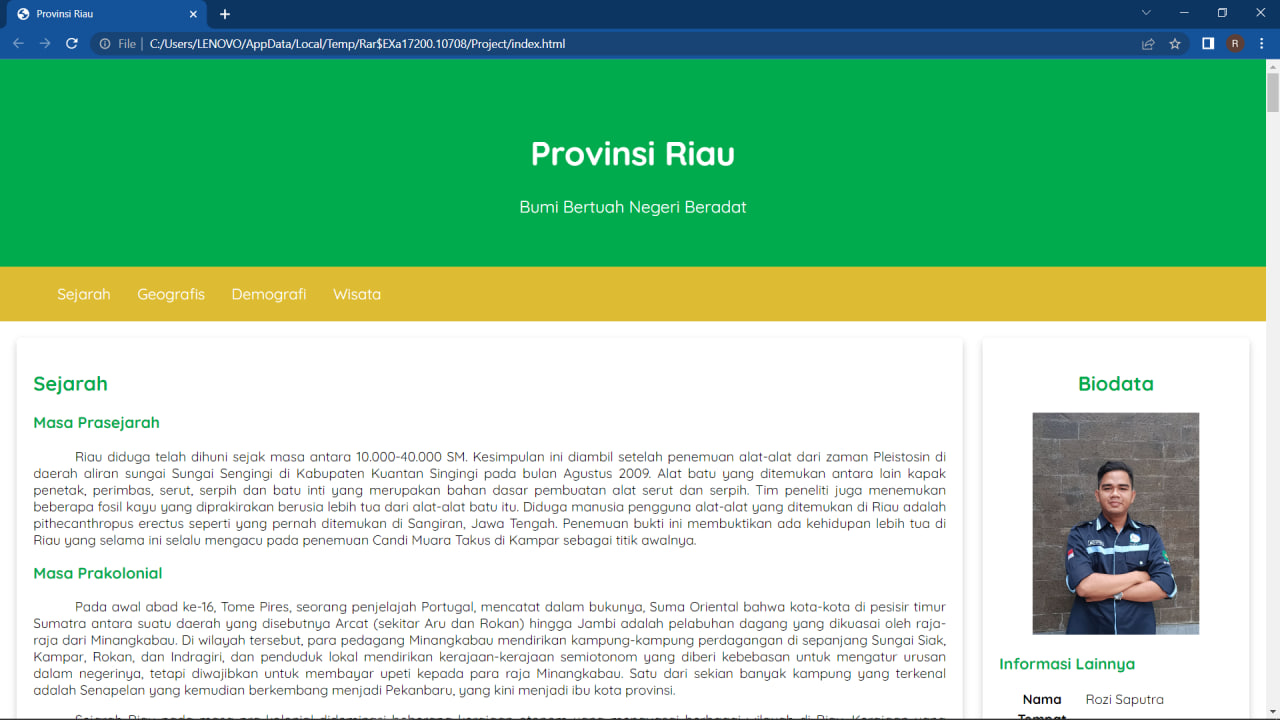 Provinsi Riau
File
C:/Users/LENOVO/AppData/Local/Temp/Rar$EXa17200.10708/Project/index.html
R
Provinsi Riau
Bumi Bertuah Negeri Beradat
Sejarah Geografis Demografi Wisata
Sejarah
Masa Prasejarah
Riau diduga telah dihuni sejak masa antara 10.000-40.000 SM. Kesimpulan ini diambil setelah penemuan alat-alat dari zaman Pleistosin di
daerah aliran sungai Sungai Sengingi di Kabupaten Kuantan Singingi pada bulan Agustus 2009. Alat batu yang ditemukan antara lain kapak
penetak, perimbas, serut, serpih dan batu inti yang merupakan bahan dasar pembuatan alat serut dan serpih. Tim peneliti juga menemukan
beberapa fosil kayu yang diprakirakan berusia lebih tua dari alat-alat batu itu. Diduga manusia pengguna alat-alat yang ditemukan di Riau adalah
pithecanthropus erectus seperti yang pernah ditemukan di Sangiran, Jawa Tengah. Penemuan bukti ini membuktikan ada kehidupan lebih tua di
Riau yang selama ini selalu mengacu pada penemuan Candi Muara Takus di Kampar sebagai titik awalnya.
Masa Prakolonial
Pada awal abad ke-16, Tome Pires, seorang penjelajah Portugal, mencatat dalam bukunya, Suma Oriental bahwa kota-kota di pesisir timur
Sumatra antara suatu daerah yang disebutnya Arcat (sekitar Aru dan Rokan) hingga Jambi adalah pelabuhan dagang yang dikuasai oleh raja-
raja dari Minangkabau. Di wilayah tersebut, para pedagang Minangkabau mendirikan kampung-kampung perdagangan di sepanjang Sungai Siak,
Kampar, Rokan, dan Indragiri, dan penduduk lokal mendirikan kerajaan-kerajaan semiotonom yang diberi kebebasan untuk mengatur urusan
dalam negerinya, tetapi diwajibkan untuk membayar upeti kepada para raja Minangkabau. Satu dari sekian banyak kampung yang terkenal
adalah Senapelan yang kemudian berkembang menjadi Pekanbaru, yang kini menjadi ibu kota provinsi.
Biodata
Informasi Lainnya
Nama Rozi Saputra
Tempat